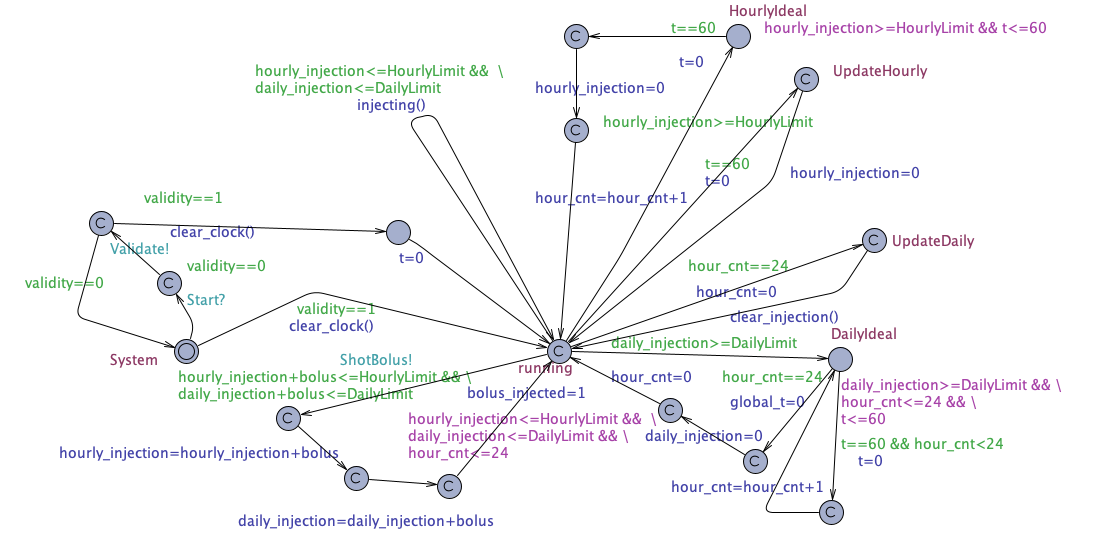 HourlyIdeal
t==60
hourly_injection>=HourlyLimit && t<=60
C
t=0
hourly_injection<=HourlyLimit && \
daily_injection<=DailyLimit
injecting()
UpdateHourly
C
hourly_injection=0
C
hourly_injection>=HourlyLimit
t==60
t=0
hourly_injection=0
validity==1
hour_cnt=hour_cnt+1
C
clear_clock()
Validate!
t=0
C
UpdateDaily
validity==0
hour_cnt==24
validity==0
C
Start?
hour_cnt=0
validity==1
clear_clock()
clear_injection()
DailyIdeal
daily_injection>=DailyLimit
System
ShotBolus!
C
running
hourly_injection+bolus<=HourlyLimit && \
daily_injection+bolus<=DailyLimit
hour_cnt=0
hour_cnt==24
daily_injection>=DailyLimit && \
hour_cnt<=24 && \
t<=60
bolus_injected=1
global_t=0
C
C
hourly_injection<=HourlyLimit && \
daily_injection<=DailyLimit && \
hour_cnt<=24
daily_injection=0
t==60 && hour_cnt<24
t=0
hourly_injection=hourly_injection+bolus
C
C
C
hour_cnt=hour_cnt+1
C
daily_injection=daily_injection+bolus